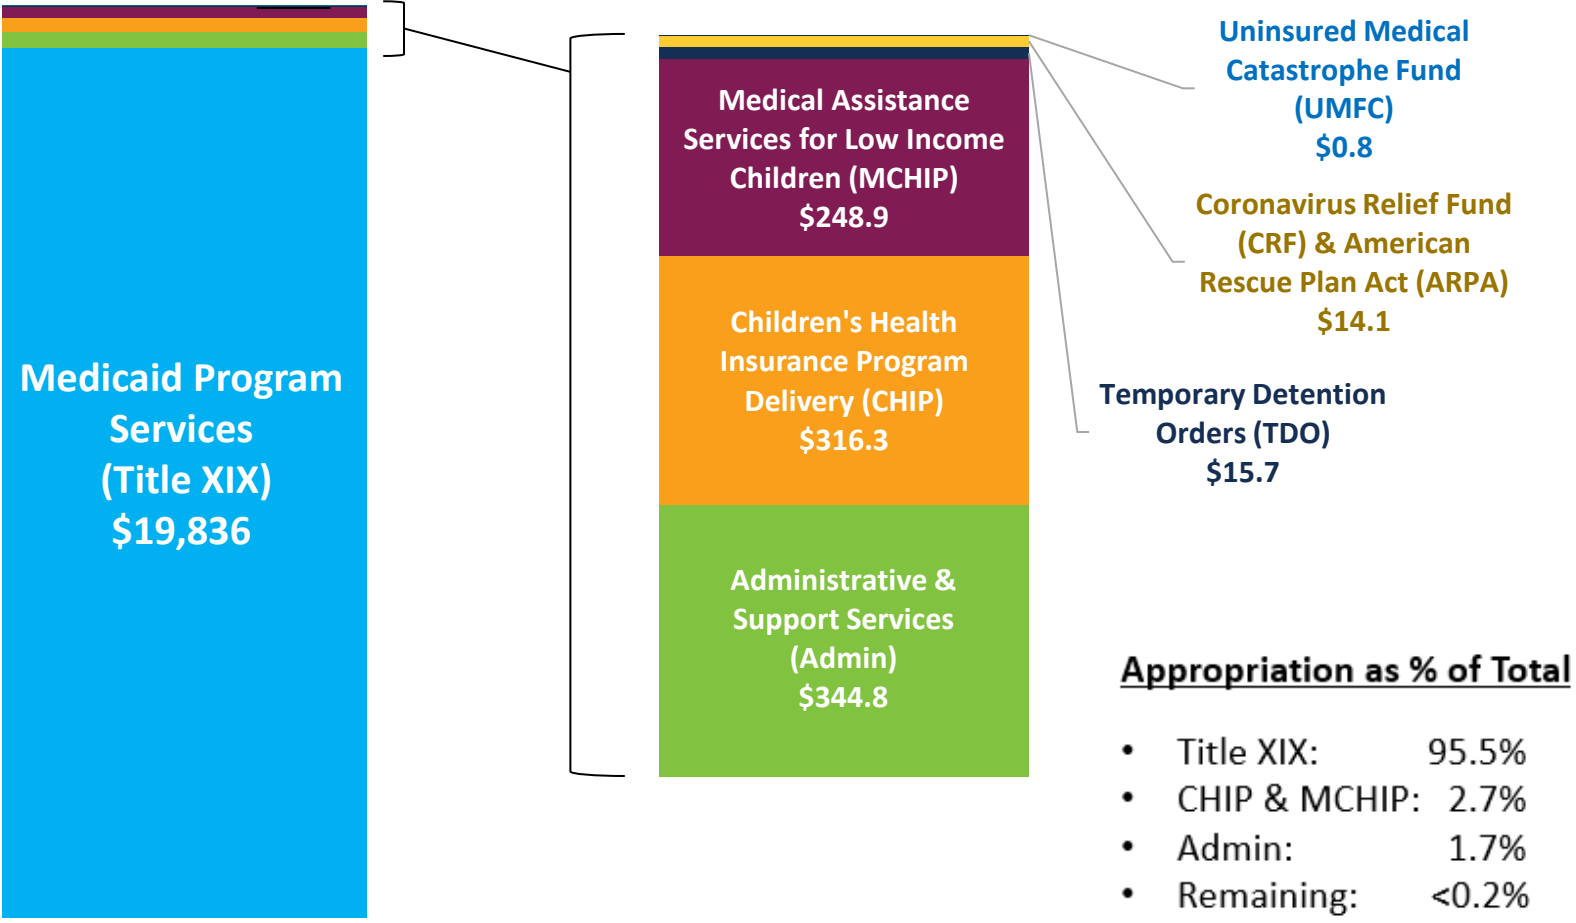 Medicaid Program
Services
(Title XIX)
$19,836
Medical Assistance
Services for Low Income
Children (MCHIP)
$248.9
Children's Health
Insurance Program
Delivery (CHIP)
$316.3
Administrative &
Support Services
(Admin)
$344.8
Uninsured Medical
Catastrophe Fund
(UMFC)
$0.8
Coronavirus Relief Fund
(CRF) & American
Rescue Plan Act (ARPA)
$14.1
Temporary Detention
Orders (TDO)
$15.7
Appropriation as % of Total
• Title XIX: 95.5%
• CHIP & MCHIP: 2.7%
• Admin: 1.7%
• Remaining: <0.2%